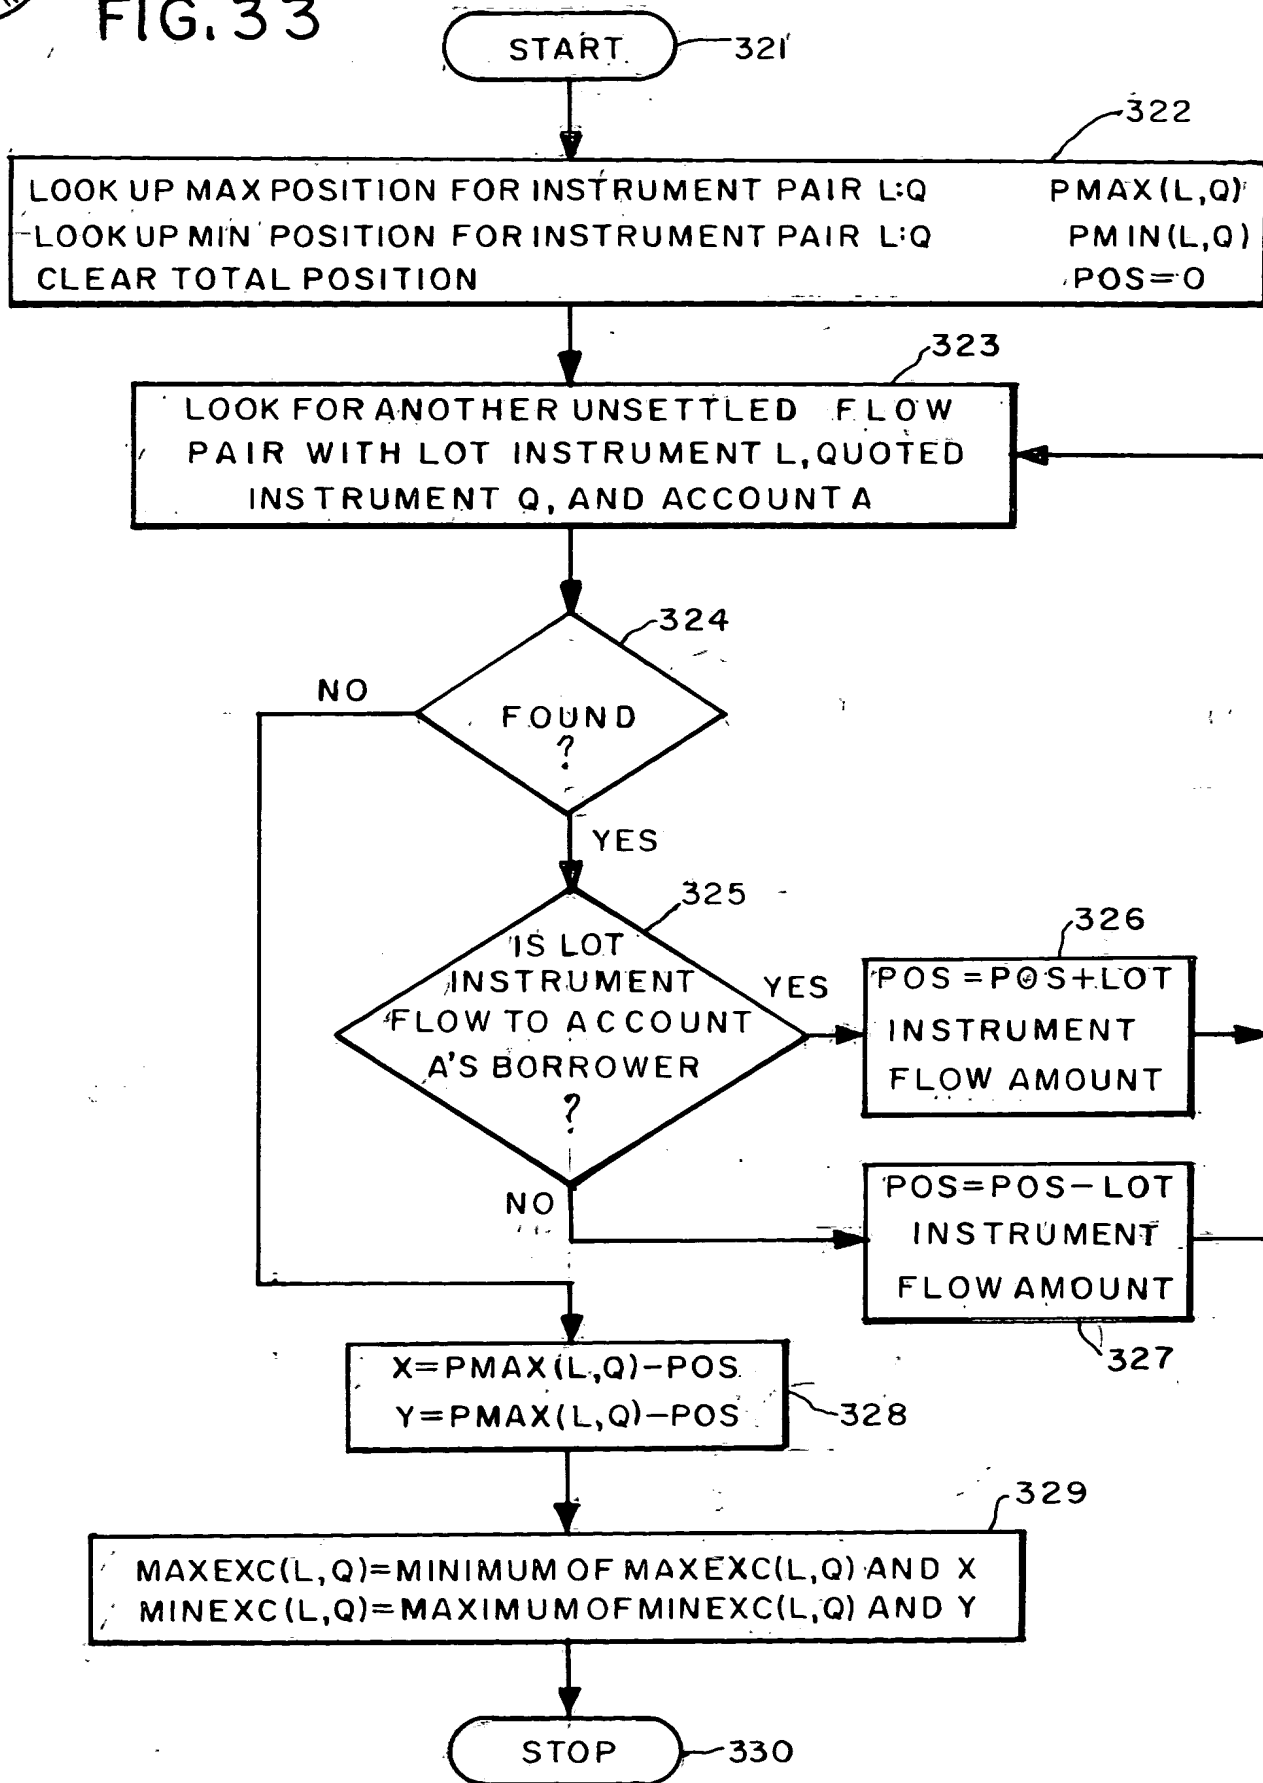 FIG. 33
START
321
322
LOOK UP MAX POSITION FOR INSTRUMENT PAIR L:Q PMAX(L,Q)
LOOK UP MIN POSITION FOR INSTRUMENT PAIR L:Q PMIN(L,Q)
CLEAR TOTAL POSITION POS=0
323
LOOK FOR ANOTHER UNSETTLED FLOW
PAIR WITH LOT INSTRUMENT L, QUOTED
INSTRUMENT Q, AND ACCOUNT A
324
NO
FOUND
?
YES
325
IS LOT
INSTRUMENT
FLOW TO ACCOUNT
A'S BORROWER
?
YES
326
POS=POS+LOT
INSTRUMENT
FLOW AMOUNT
NO
POS=POS-LOT
INSTRUMENT
FLOW AMOUNT
327
X=PMAX(L,Q)-POS
Y=PMAX(L,Q)-POS
328
329
MAXEXC(L,Q)=MINIMUM OF MAXEXC(L,Q) AND X
MINEXC(L,Q)=MAXIMUM OF MINEXC(L,Q) AND Y
STOP
330